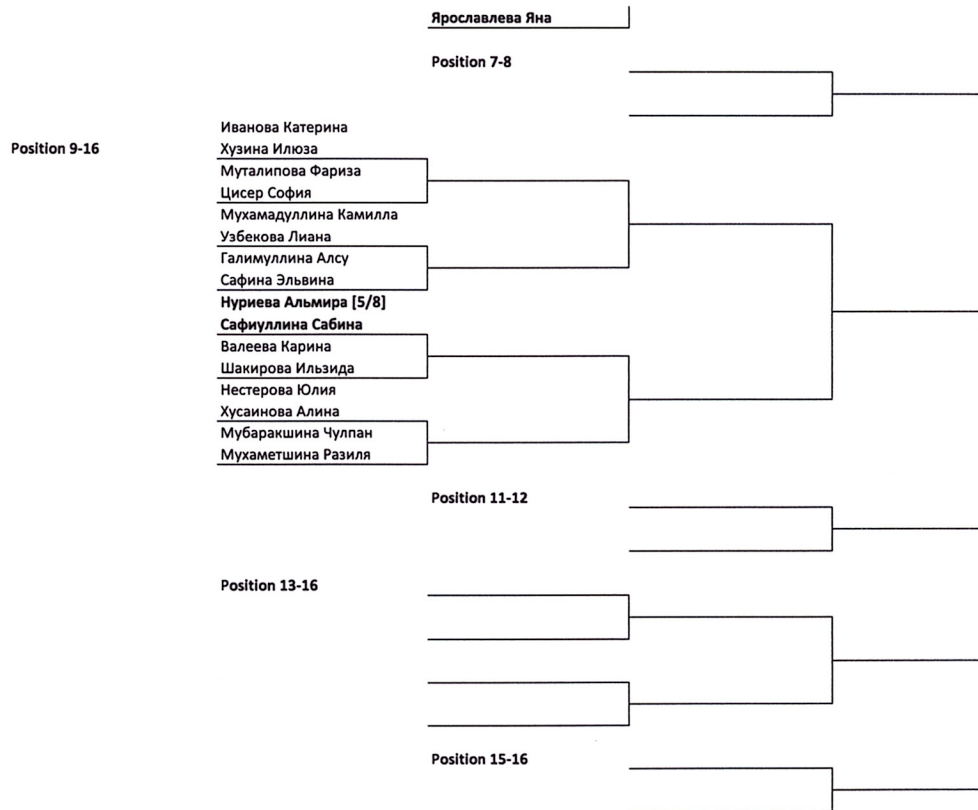 Ярославлева Яна
Position 7-8
Иванова Катерина
Position 9-16
Хузина Илюза
Муталипова Фариза
Цисер София
Мухамадуллина Камилла
Узбекова Лиана
Галимуллина Алсу
Сафина Эльвина
Нуриева Альмира [5/8]
Сафиуллина Сабина
Валеева Карина
Шакирова Ильзида
Нестерова Юлия
Хусаинова Алина
Мубаракшина Чулпан
Мухаметшина Разиля
Position 11-12
Position 13-16
Position 15-16